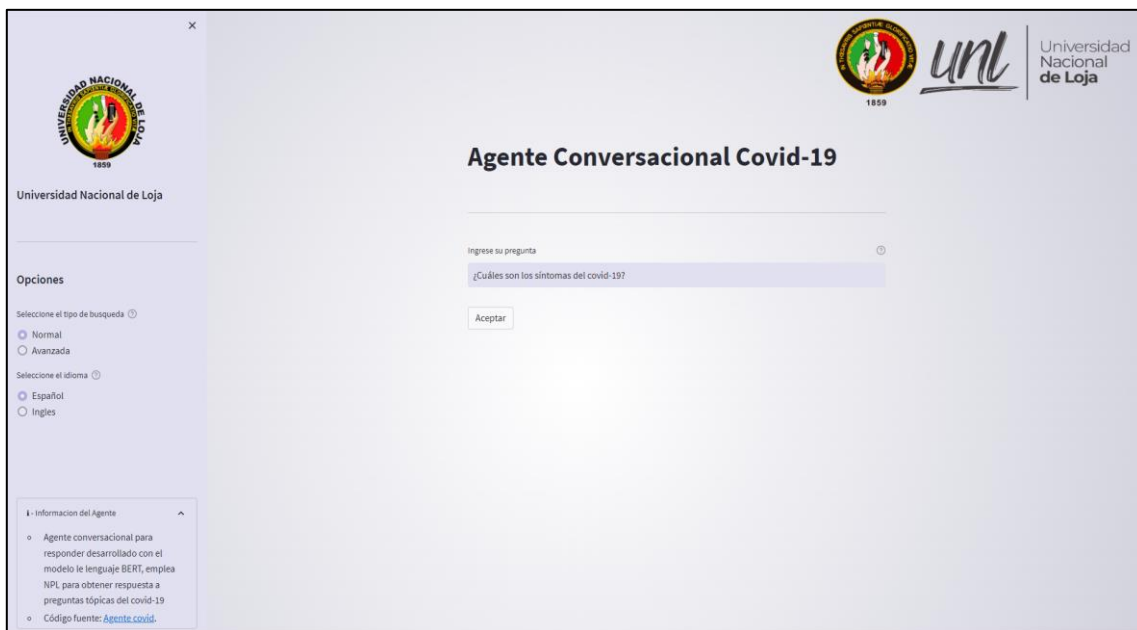 ×
UNIVERSIDAD NACIONAL DE LOJA
1859
Universidad Nacional de Loja
Opciones
Seleccione el tipo de busqueda
Normal
Avanzada
Seleccione el idioma
Español
Ingles
i - Informacion del Agente
Agente conversacional para
responder desarrollado con el
modelo le lenguaje BERT, emplea
NPL para obtener respuesta a
preguntas tópicas del covid-19
Código fuente: Agente covid.
1859
unl
Universidad
Nacional
de Loja
Agente Conversacional Covid-19
Ingrese su pregunta
¿Cuáles son los síntomas del covid-19?
Aceptar